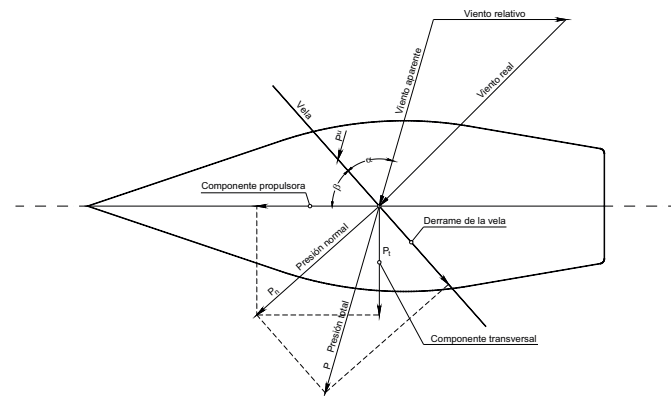 Viento relativo
Viento aparente
Viento real
Vela
Pu
α
β
Componente propulsora
Derrame de la vela
Presión normal
Pn
Pt
P Presión total
Componente transversal